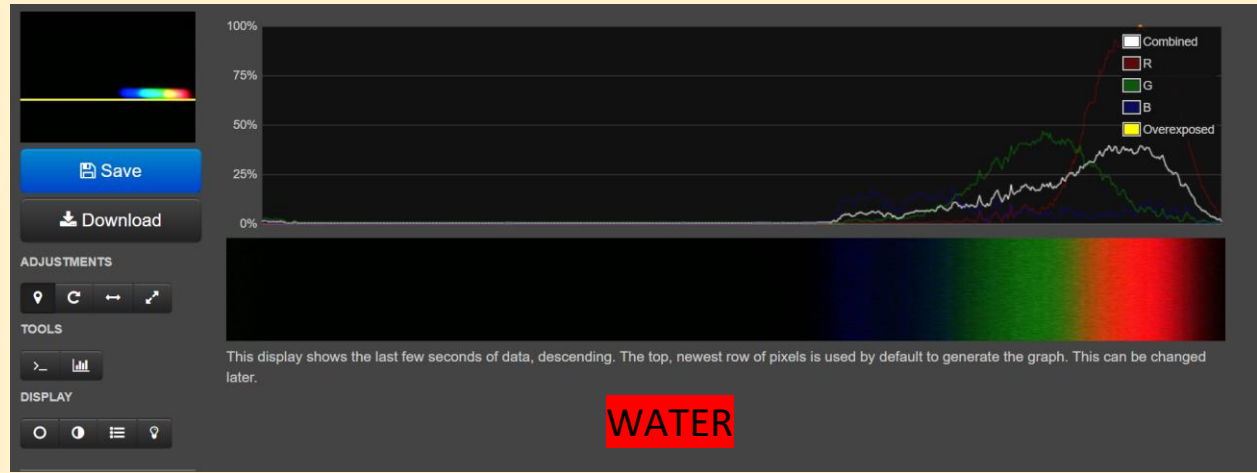 100%
75%
50%
25%
0%
Combined
R
G
B
Overexposed
Save
Download
ADJUSTMENTS
TOOLS
>_
DISPLAY
This display shows the last few seconds of data, descending. The top, newest row of pixels is used by default to generate the graph. This can be changed
later.
WATER